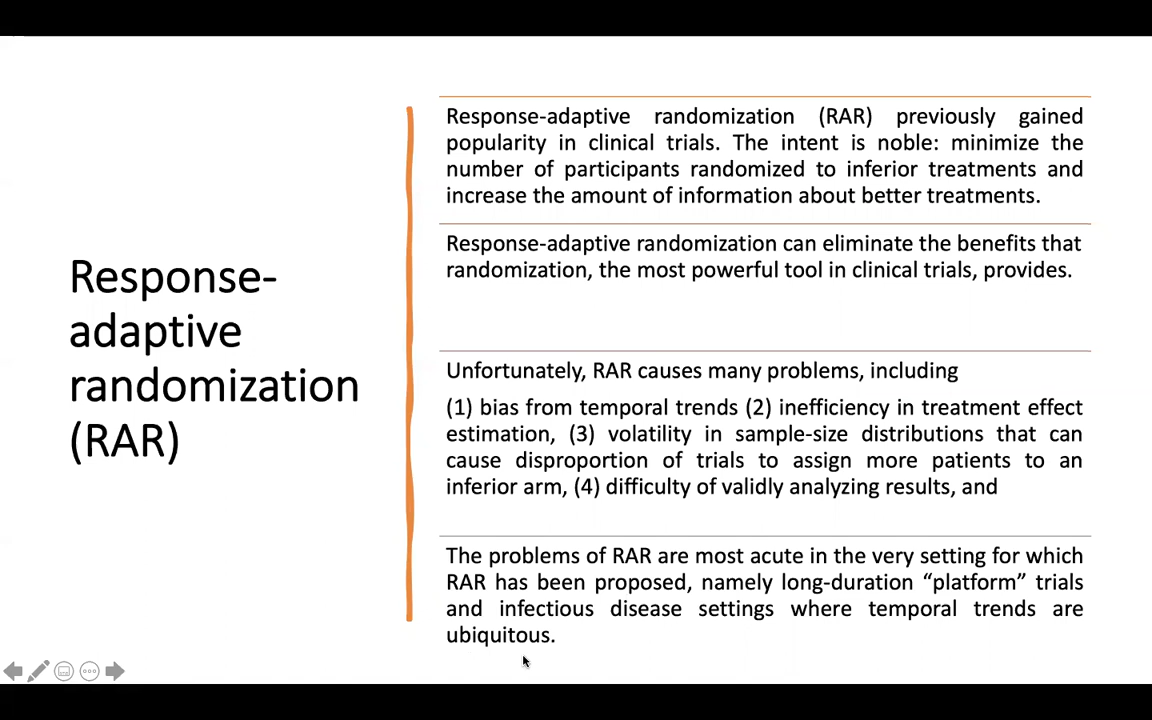 Response-
adaptive
randomization
(RAR)
Response-adaptive randomization (RAR) previously gained
popularity in clinical trials. The intent is noble: minimize the
number of participants randomized to inferior treatments and
increase the amount of information about better treatments.
Response-adaptive randomization can eliminate the benefits that
randomization, the most powerful tool in clinical trials, provides.
Unfortunately, RAR causes many problems, including
(1) bias from temporal trends (2) inefficiency in treatment effect
estimation, (3) volatility in sample-size distributions that can
cause disproportion of trials to assign more patients to an
inferior arm, (4) difficulty of validly analyzing results, and
The problems of RAR are most acute in the very setting for which
RAR has been proposed, namely long-duration “platform” trials
and infectious disease settings where temporal trends are
ubiquitous.